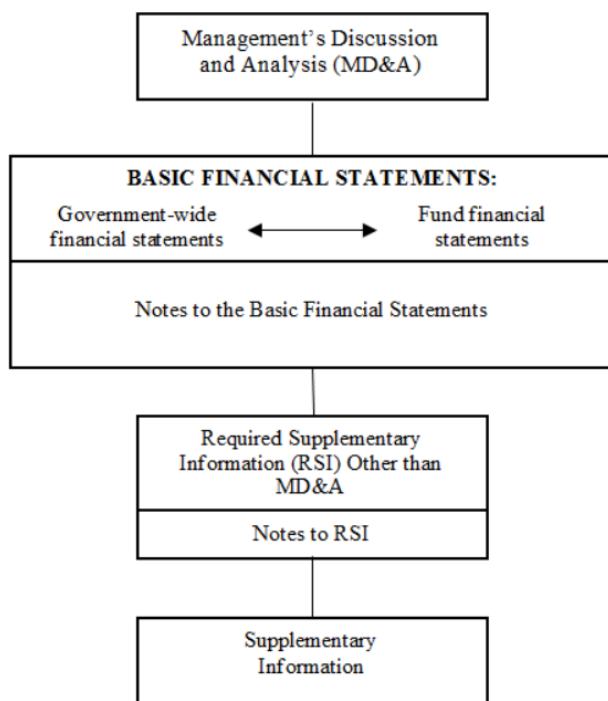 Management's Discussion
and Analysis (MD&A)
BASIC FINANCIAL STATEMENTS:
Government-wide
financial statements
Fund financial
statements
Notes to the Basic Financial Statements
Required Supplementary
Information (RSI) Other than
MD&A
Notes to RSI
Supplementary
Information